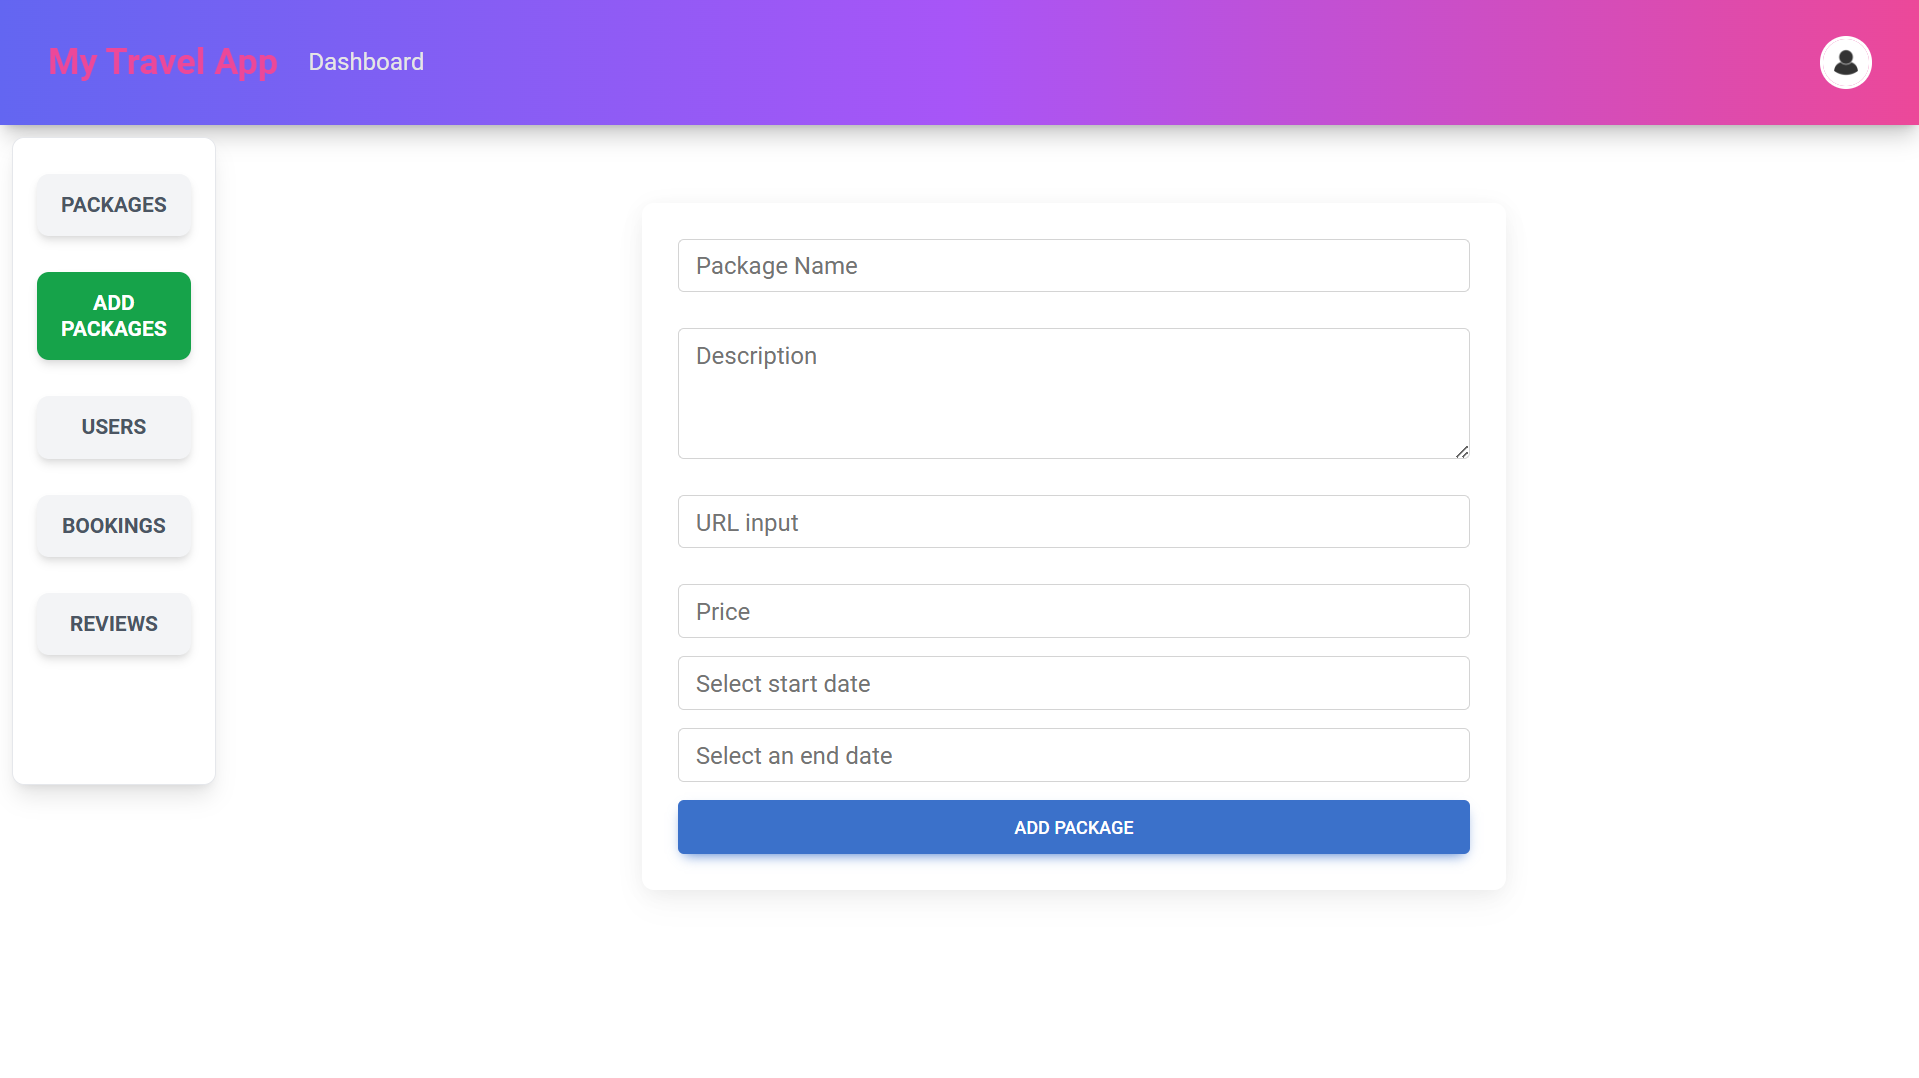 My Travel App
Dashboard
PACKAGES
ADD
PACKAGES
USERS
BOOKINGS
REVIEWS
Package Name
Description
URL input
Price
Select start date
Select an end date
ADD PACKAGE